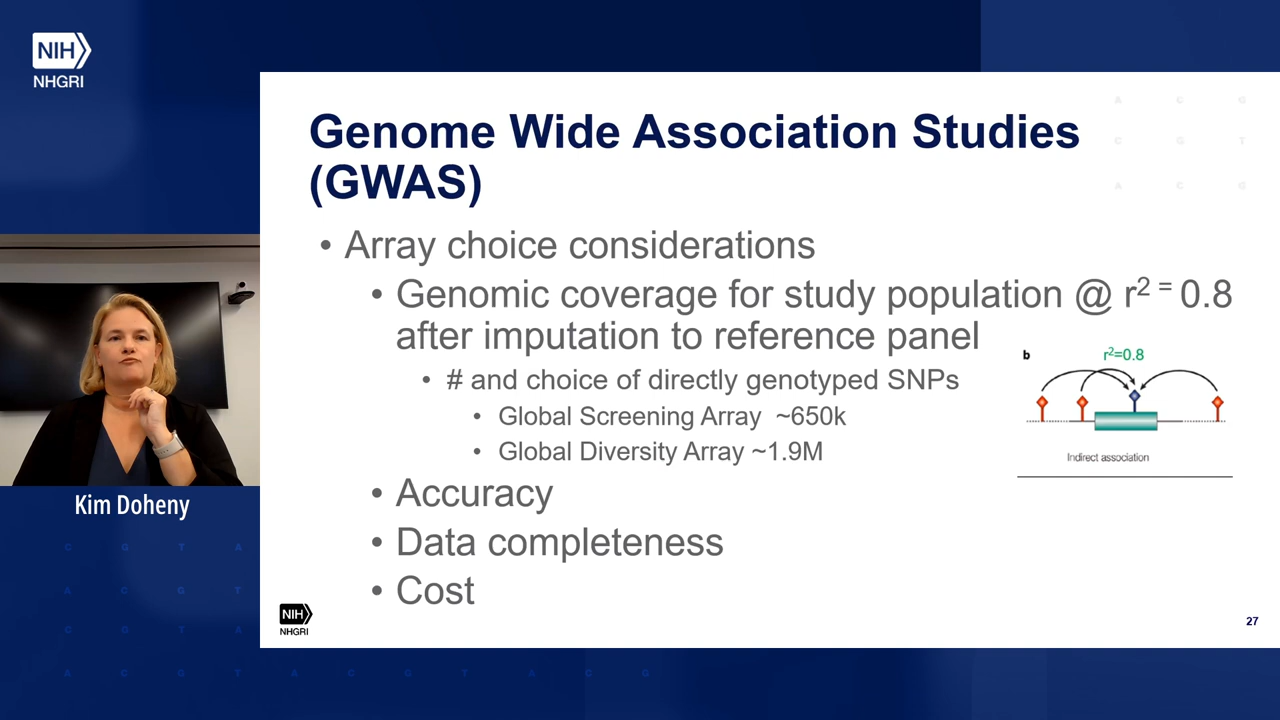 NIH
NHGRI
Genome Wide Association Studies
(GWAS)
• Array choice considerations
• Genomic coverage for study population @ r² ⁼ 0.8
after imputation to reference panel
• # and choice of directly genotyped SNPs
• Global Screening Array ~650k
• Global Diversity Array ~1.9M
• Accuracy
• Data completeness
• Cost
b
r²=0.8
Indirect association
Kim Doheny
NIH
NHGRI
27
A C G
C G T
A C G
C G T A
A C G T
C G T A
A C G T A C G T A C G